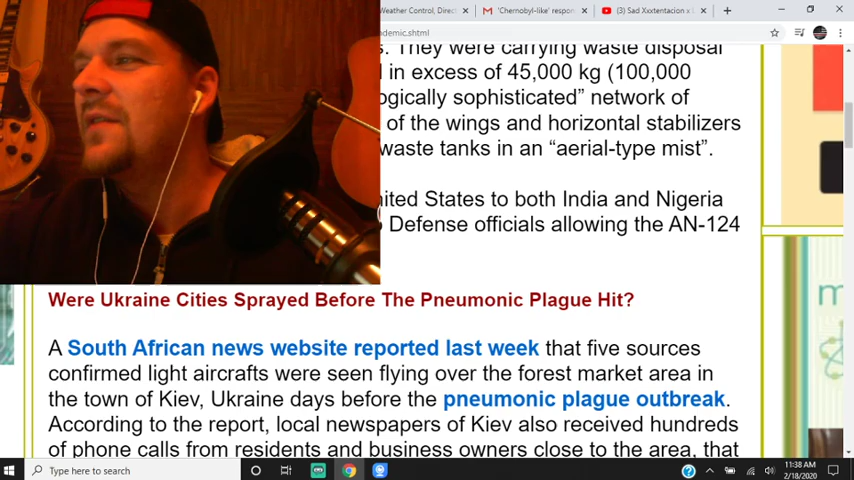 Weather Control, Direc
'Chernobyl-like' respon
(3) Sad Xxxtentacion x l
demic.shtml
s. They were carrying waste disposal
d in excess of 45,000 kg (100,000
ogically sophisticated" network of
of the wings and horizontal stabilizers
waste tanks in an "aerial-type mist".
nited States to both India and Nigeria
Defense officials allowing the AN-124
Were Ukraine Cities Sprayed Before The Pneumonic Plague Hit?
A South African news website reported last week that five sources
confirmed light aircrafts were seen flying over the forest market area in
the town of Kiev, Ukraine days before the pneumonic plague outbreak.
According to the report, local newspapers of Kiev also received hundreds
of phone calls from residents and business owners close to the area, that
m
Type here to search
11:38 AM
2/18/2020